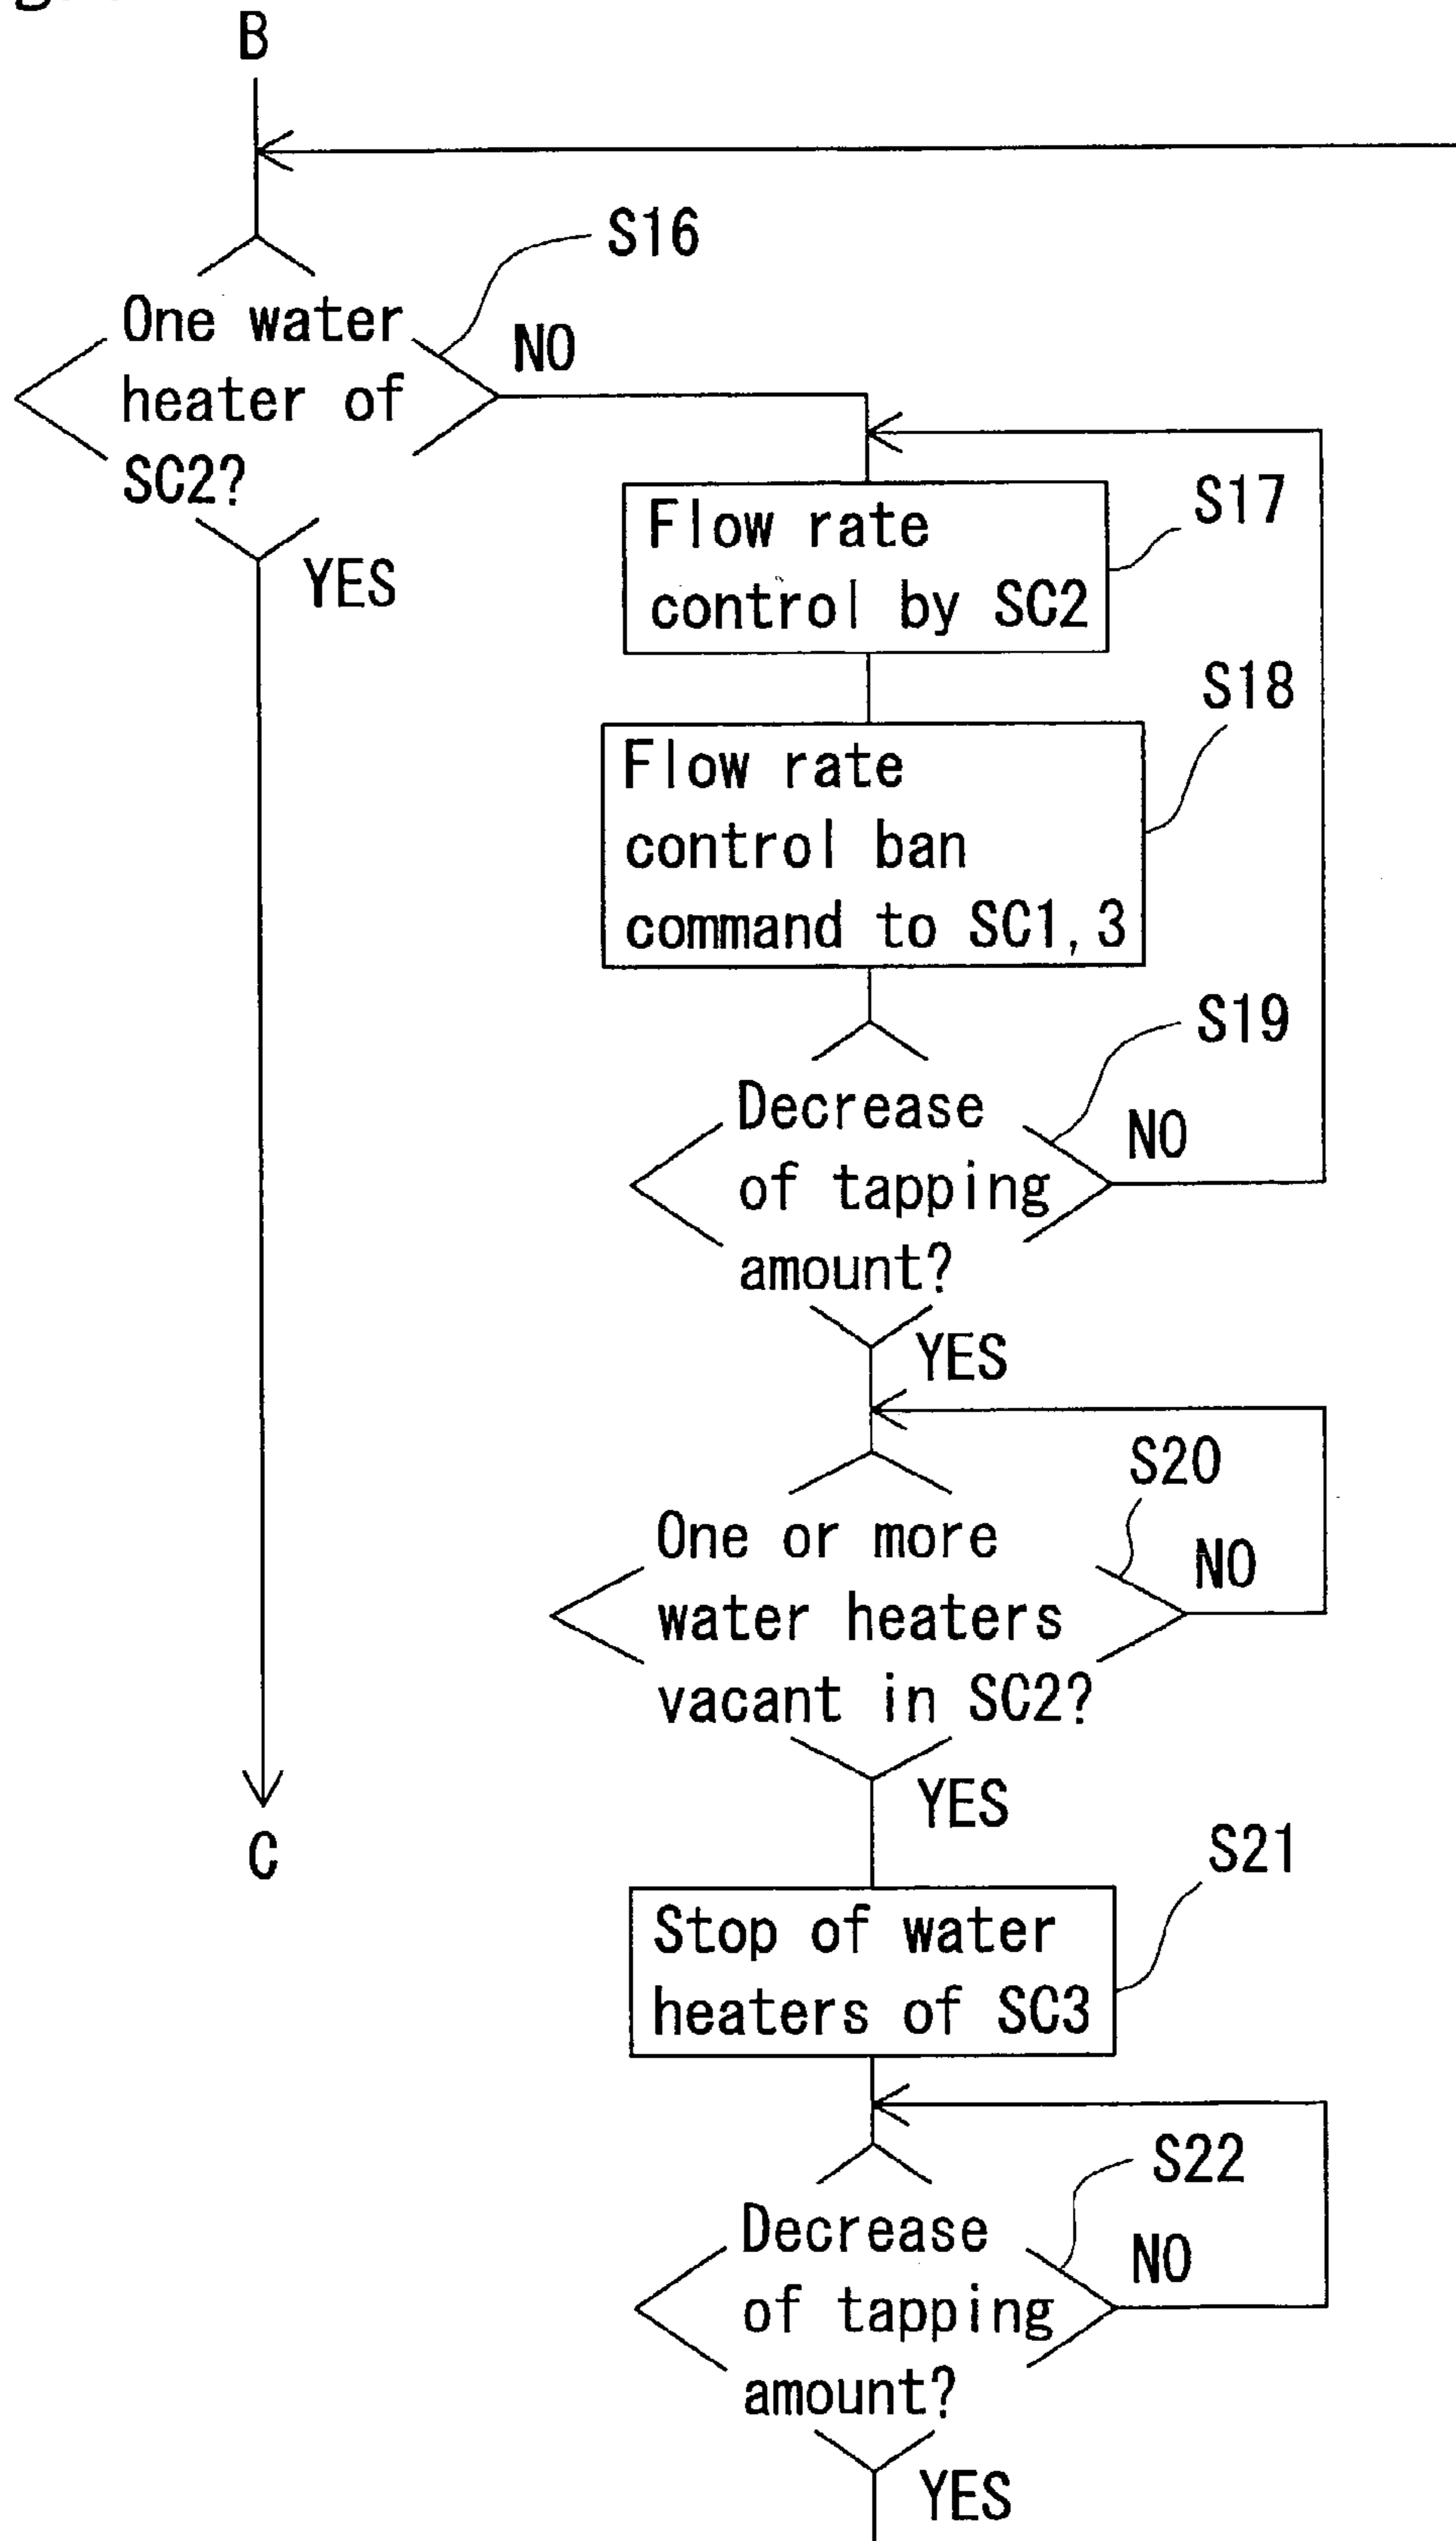 B
S16
One water
heater of
SC2?
NO
YES
Flow rate
control by SC2
S17
Flow rate
control ban
command to SC1,3
S18
Decrease
of tapping
amount?
S19
NO
YES
One or more
water heaters
vacant in SC2?
S20
NO
YES
C
Stop of water
heaters of SC3
S21
Decrease
of tapping
amount?
S22
NO
YES